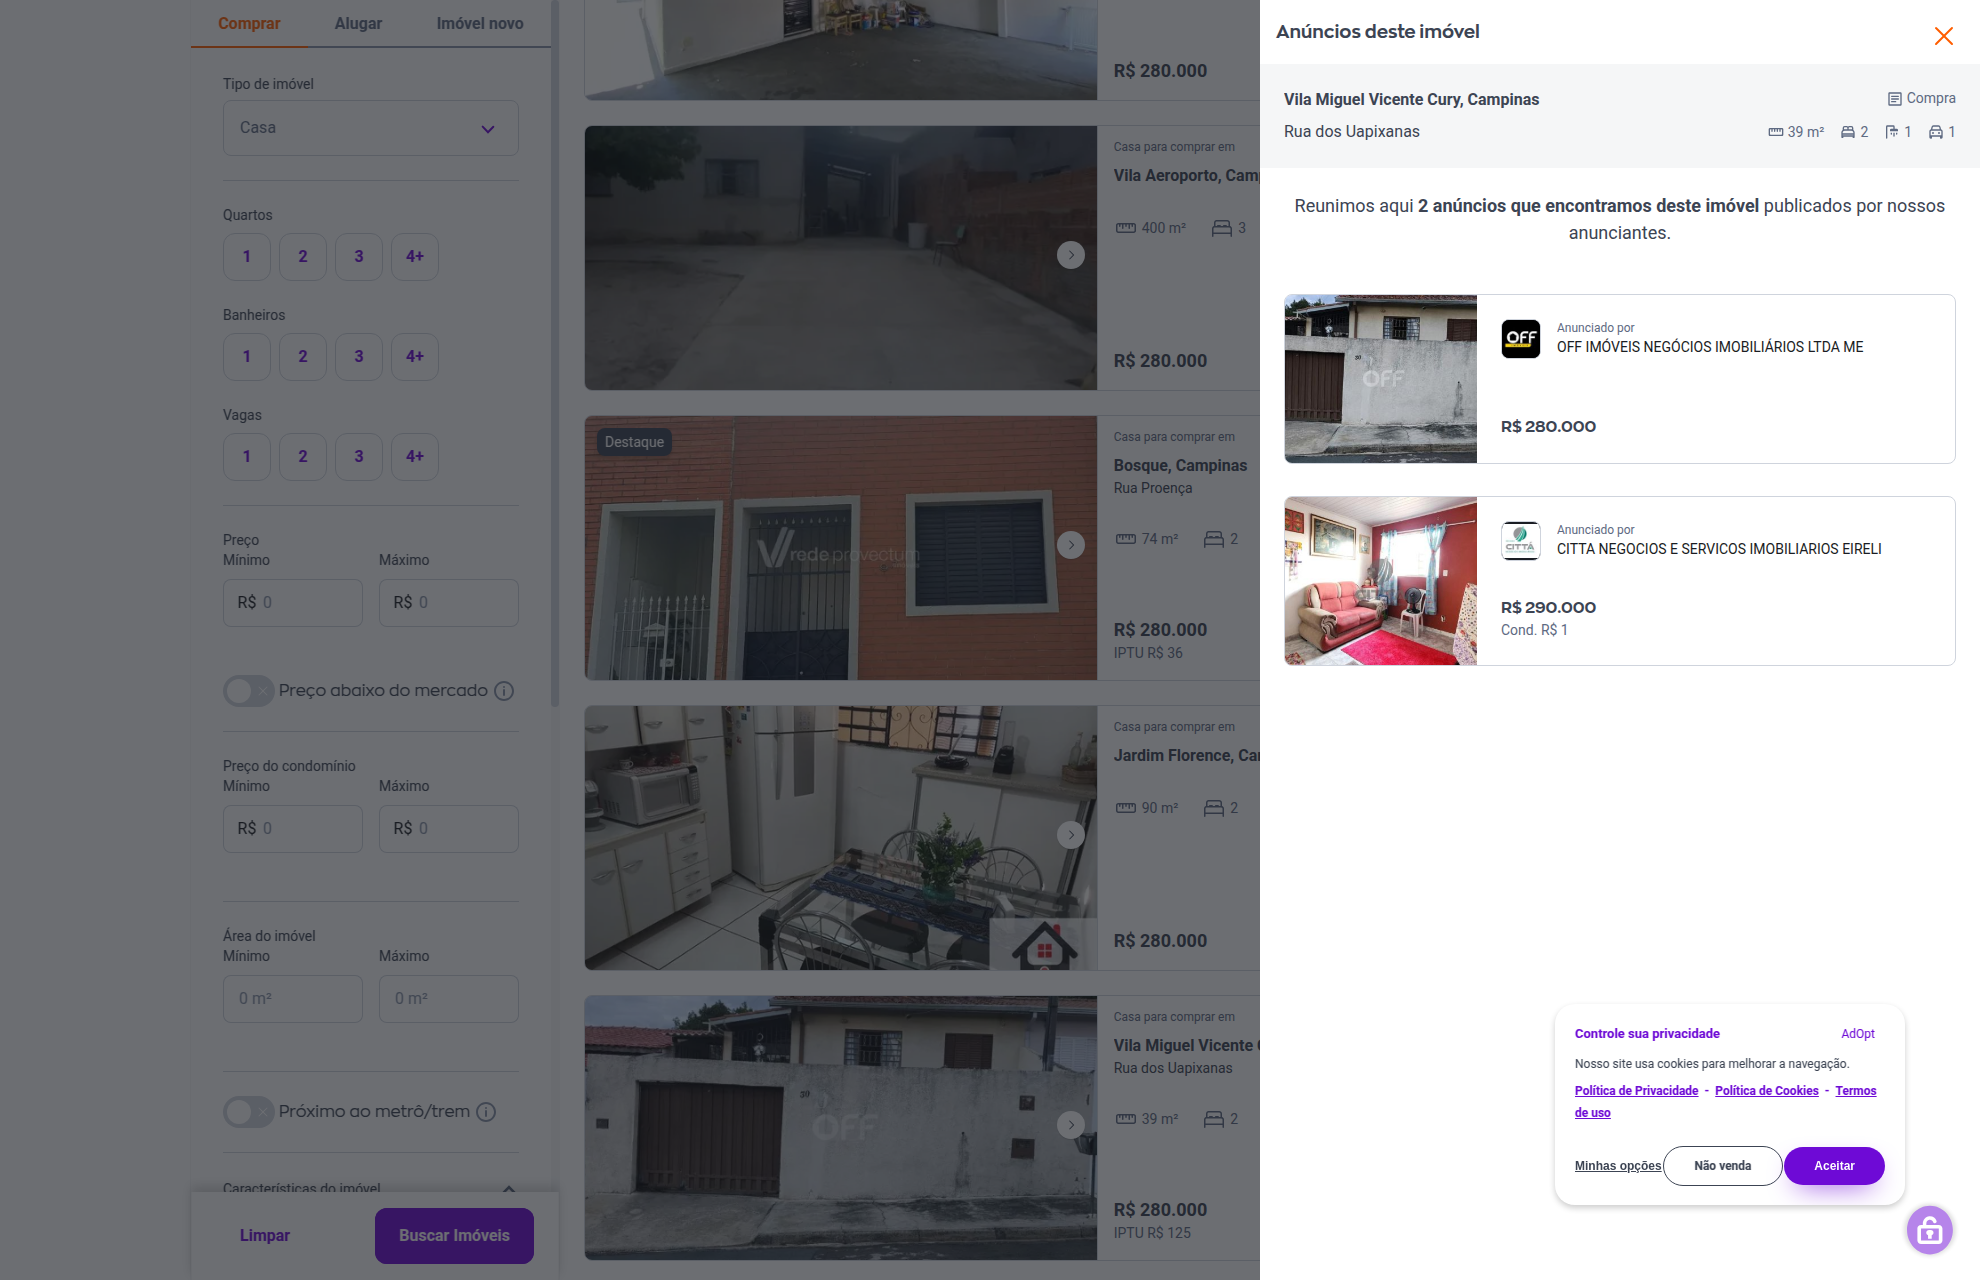 Comprar
Alugar
Imóvel novo
Tipo de imóvel
Casa
Quartos
1
2
3
4+
Banheiros
1
2
3
4+
Vagas
1
2
3
4+
Preço
Mínimo
Máximo
R$ 0
R$ 0
Preço abaixo do mercado
Preço do condomínio
Mínimo
Máximo
R$ 0
R$ 0
Área do imóvel
Mínimo
Máximo
0 m²
0 m²
Próximo ao metrô/trem
Características do imóvel
Limpar
Buscar Imóveis
R$ 280.000
Casa para comprar em
Vila Aeroporto, Camp
400 m²
3
R$ 280.000
Destaque
rede provectum
Casa para comprar em
Bosque, Campinas
Rua Proença
74 m²
2
R$ 280.000
IPTU R$ 36
Casa para comprar em
Jardim Florence, Ca
90 m²
2
R$ 280.000
30
OFF
Casa para comprar em
Vila Miguel Vicente
Rua dos Uapixanas
39 m²
2
R$ 280.000
IPTU R$ 125
Anúncios deste imóvel
Vila Miguel Vicente Cury, Campinas
Compra
Rua dos Uapixanas
39 m²
2
1
1
Reunimos aqui 2 anúncios que encontramos deste imóvel publicados por nossos
anunciantes.
30
OFF
OFF
Anunciado por
OFF IMÓVEIS NEGÓCIOS IMOBILIÁRIOS LTDA ME
R$ 280.000
CITTÀ
Anunciado por
CITTA NEGOCIOS E SERVICOS IMOBILIARIOS EIRELI
R$ 290.000
Cond. R$ 1
Controle sua privacidade
AdOpt
Nosso site usa cookies para melhorar a navegação.
Política de Privacidade - Política de Cookies - Termos
de uso
Minhas opções
Não venda
Aceitar